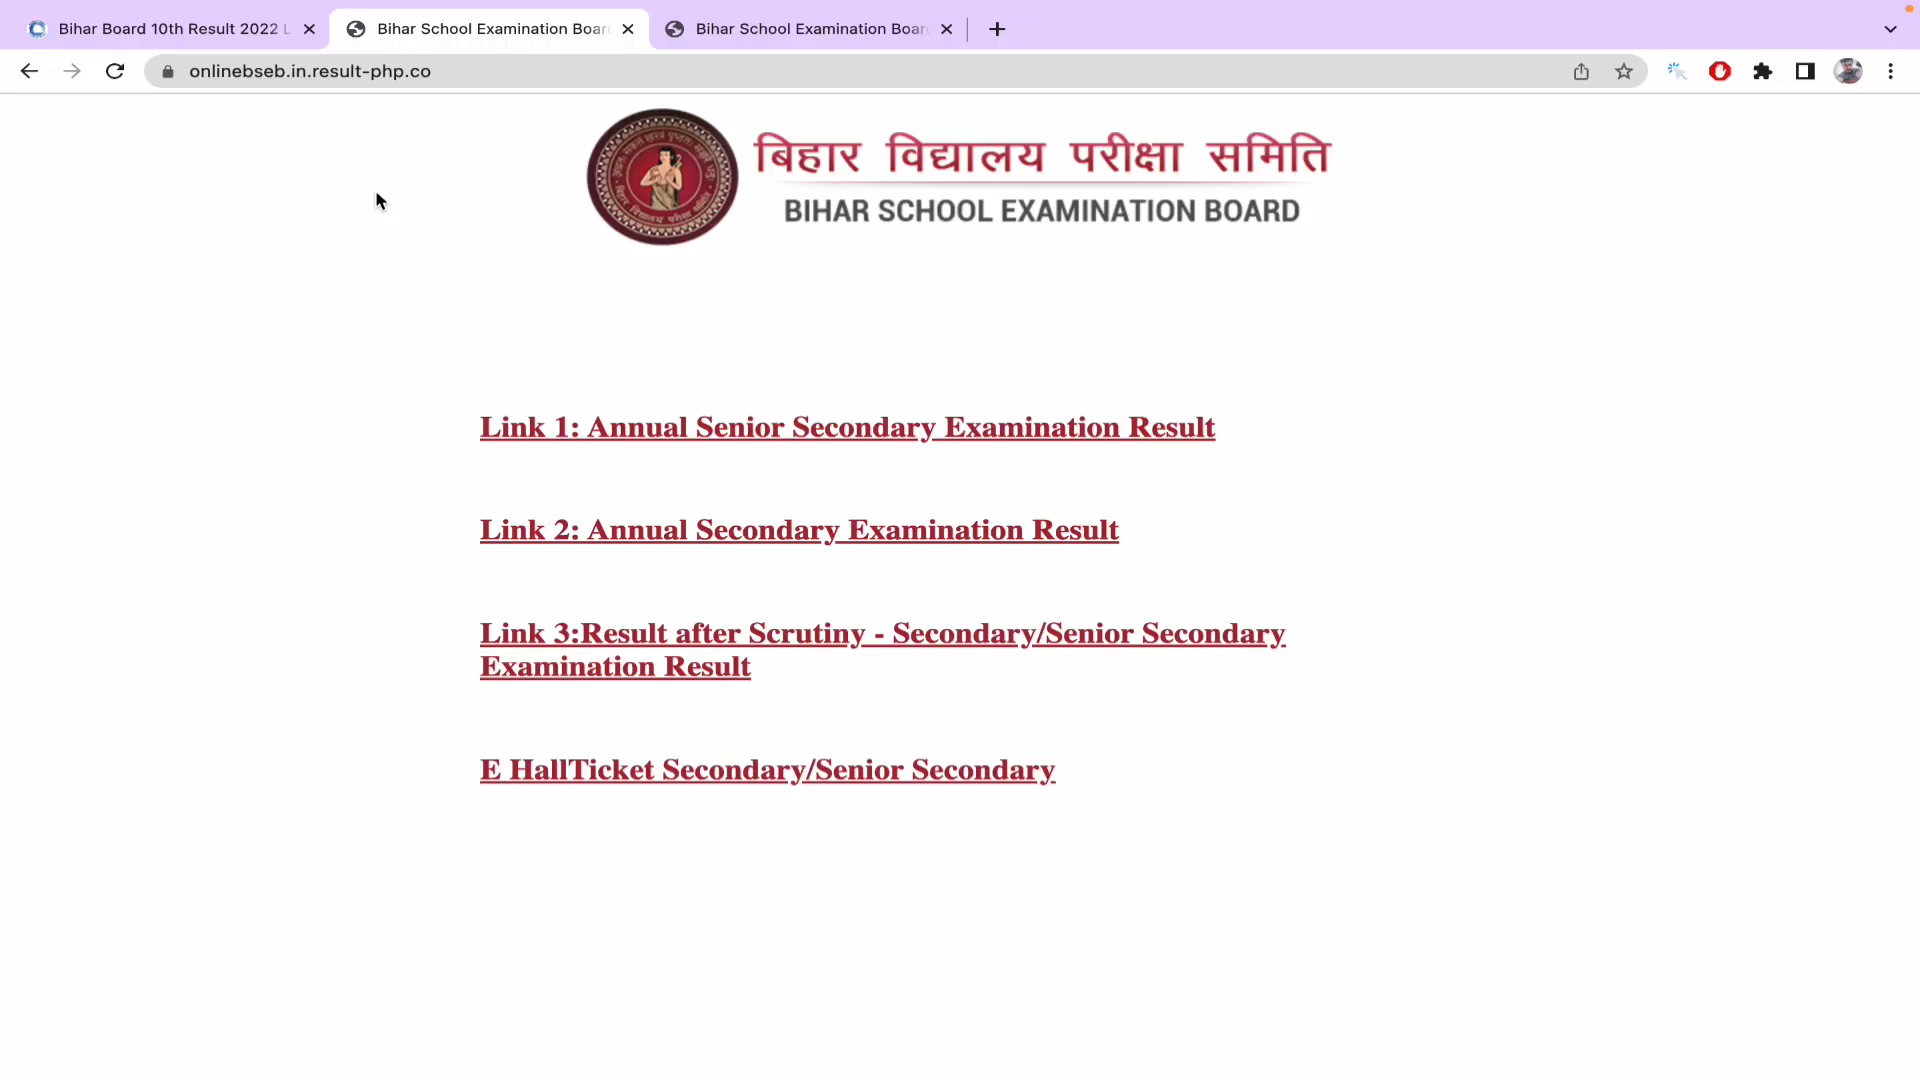 Bihar Board 10th Result 2022 L
Bihar School Examination Boar
Bihar School Examination Boar
onlinebseb.in.result-php.co
बिहार विद्यालय परीक्षा समिति
BIHAR SCHOOL EXAMINATION BOARD
Link 1: Annual Senior Secondary Examination Result
Link 2: Annual Secondary Examination Result
Link 3:Result after Scrutiny - Secondary/Senior Secondary
Examination Result
E HallTicket Secondary/Senior Secondary